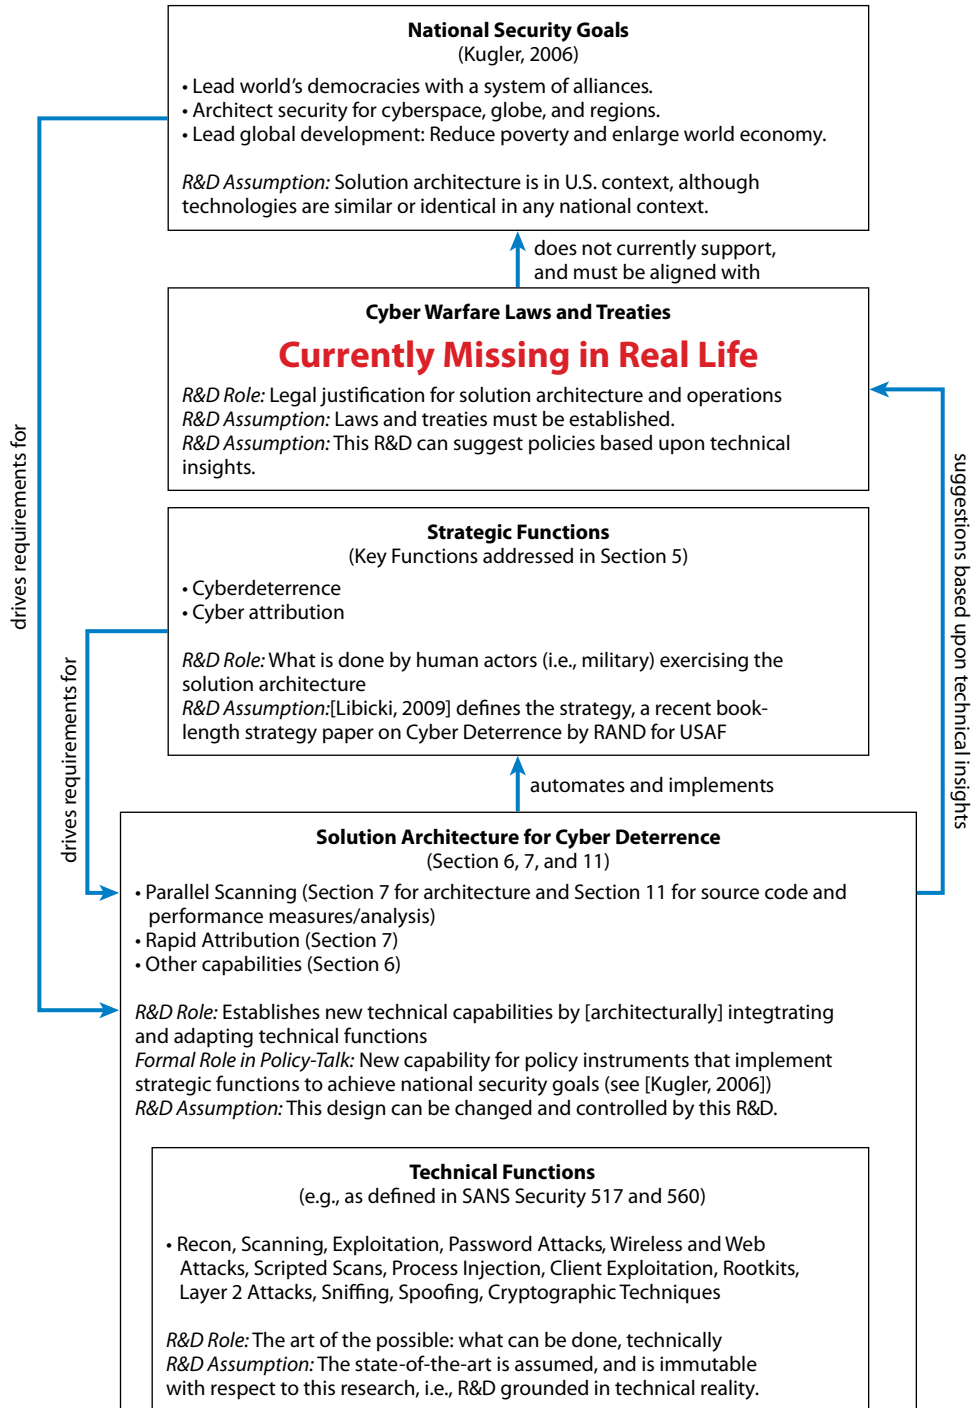 National Security Goals
(Kugler, 2006)
• Lead world’s democracies with a system of alliances.
• Architect security for cyberspace, globe, and regions.
• Lead global development: Reduce poverty and enlarge world economy.
R&D Assumption: Solution architecture is in U.S. context, although
technologies are similar or identical in any national context.
does not currently support,
and must be aligned with
Cyber Warfare Laws and Treaties
Currently Missing in Real Life
R&D Role: Legal justification for solution architecture and operations
R&D Assumption: Laws and treaties must be established.
R&D Assumption: This R&D can suggest policies based upon technical
insights.
drives requirements for
suggestions based upon technical insights
Strategic Functions
(Key Functions addressed in Section 5)
• Cyberdeterrence
• Cyber attribution
R&D Role: What is done by human actors (i.e., military) exercising the
solution architecture
R&D Assumption:[Libicki, 2009] defines the strategy, a recent book-
length strategy paper on Cyber Deterrence by RAND for USAF
drives requirements for
automates and implements
Solution Architecture for Cyber Deterrence
(Section 6, 7, and 11)
• Parallel Scanning (Section 7 for architecture and Section 11 for source code and
performance measures/analysis)
• Rapid Attribution (Section 7)
• Other capabilities (Section 6)
R&D Role: Establishes new technical capabilities by [architecturally] integtrating
and adapting technical functions
Formal Role in Policy-Talk: New capability for policy instruments that implement
strategic functions to achieve national security goals (see [Kugler, 2006])
R&D Assumption: This design can be changed and controlled by this R&D.
Technical Functions
(e.g., as defined in SANS Security 517 and 560)
• Recon, Scanning, Exploitation, Password Attacks, Wireless and Web
Attacks, Scripted Scans, Process Injection, Client Exploitation, Rootkits,
Layer 2 Attacks, Sniffing, Spoofing, Cryptographic Techniques
R&D Role: The art of the possible: what can be done, technically
R&D Assumption: The state-of-the-art is assumed, and is immutable
with respect to this research, i.e., R&D grounded in technical reality.